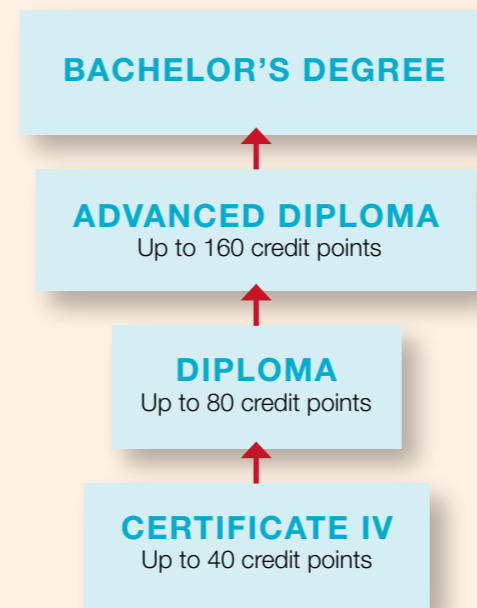 BACHELOR'S DEGREE
ADVANCED DIPLOMA
Up to 160 credit points
DIPLOMA
Up to 80 credit points
CERTIFICATE IV
Up to 40 credit points